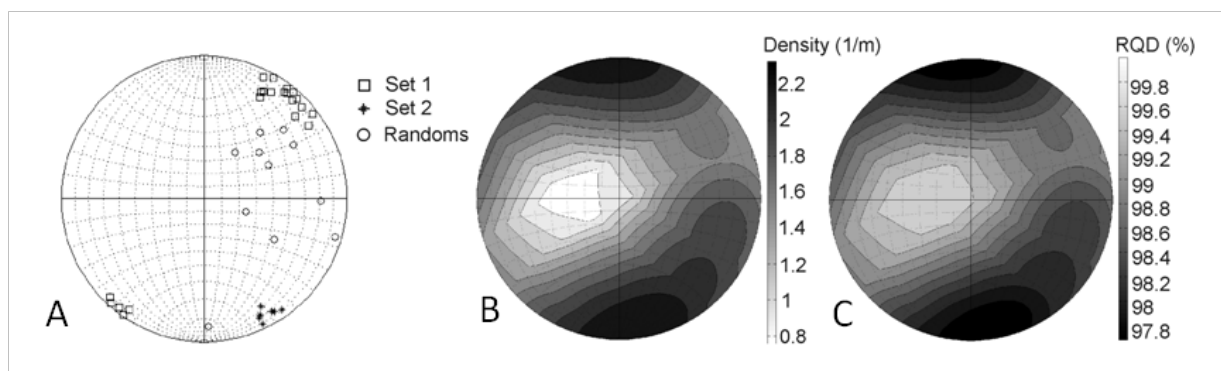 A
Set 1
Set 2
Randoms
B
Density (1/m)
2.2
2
1.8
1.6
1.4
1.2
1
0.8
C
RQD (%)
99.8
99.6
99.4
99.2
99
98.8
98.6
98.4
98.2
98
97.8